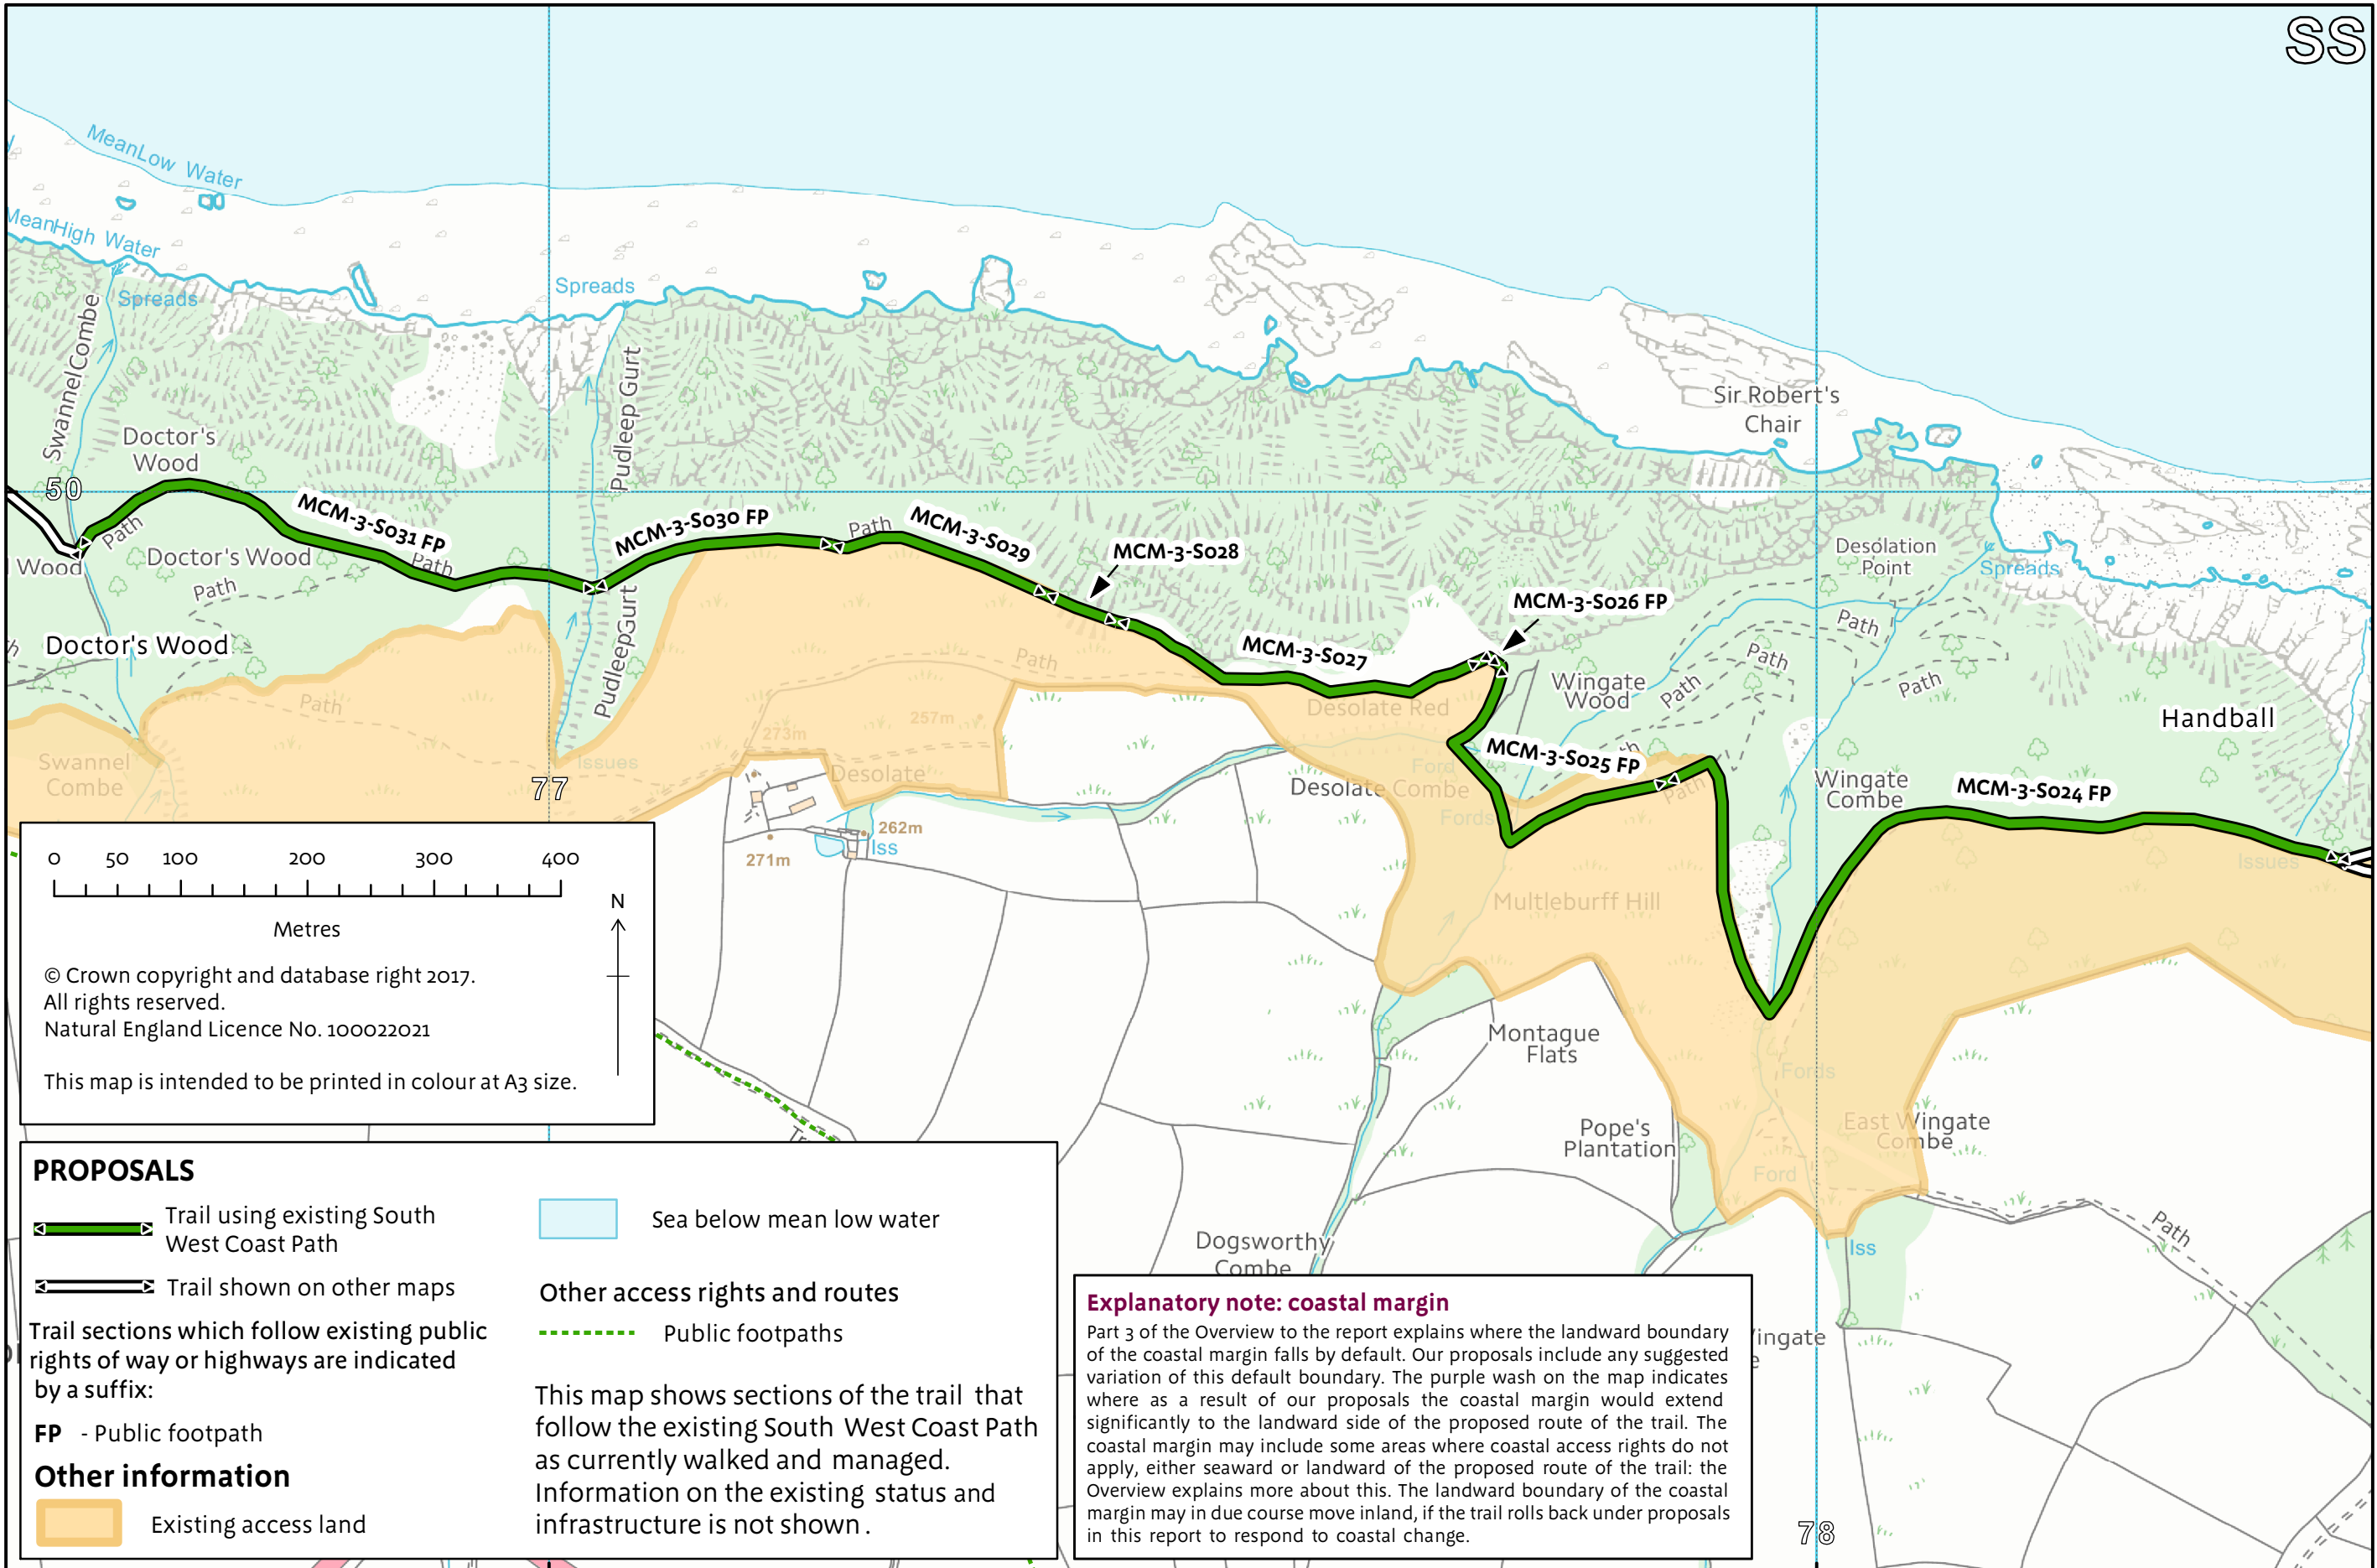 SS
MeanLow Water
MeanHigh Water
Spreads
Spreads
SwannelCombe
Pudleep Gurt
Sir Robert's
Chair
Doctor's
Wood
50
Path
MCM-3-S031 FP
Path
MCM-3-S030 FP
Path
MCM-3-S029
MCM-3-S028
Desolation
Point
Spreads
Wood
Doctor's Wood
Path
MCM-3-S026 FP
Path
Doctor's Wood
PudleepGurt
Path
MCM-3-S027
Path
Wingate
Wood
Path
Path
Path
Desolate Red
257m
273m
Handball
Swannel
Combe
Issues
77
Desolate
Ford
MCM-3-S025 FP
Path
Desolate Combe
Fords
Wingate
Combe
MCM-3-S024 FP
262m
Iss
271m
Issues
Multleburff Hill
0 50 100 200 300 400
Metres
N
© Crown copyright and database right 2017.
All rights reserved.
Natural England Licence No. 100022021
This map is intended to be printed in colour at A3 size.
Montague
Flats
Fords
Pope's
Plantation
East Wingate
Combe
Ford
Path
Iss
Dogsworthy
Combe
PROPOSALS
Trail using existing South
West Coast Path
Trail shown on other maps
Trail sections which follow existing public
rights of way or highways are indicated
by a suffix:
FP - Public footpath
Other information
Existing access land
Sea below mean low water
Other access rights and routes
Public footpaths
This map shows sections of the trail that
follow the existing South West Coast Path
as currently walked and managed.
Information on the existing status and
infrastructure is not shown.
Explanatory note: coastal margin
Part 3 of the Overview to the report explains where the landward boundary
of the coastal margin falls by default. Our proposals include any suggested
variation of this default boundary. The purple wash on the map indicates
where as a result of our proposals the coastal margin would extend
significantly to the landward side of the proposed route of the trail. The
coastal margin may include some areas where coastal access rights do not
apply, either seaward or landward of the proposed route of the trail: the
Overview explains more about this. The landward boundary of the coastal
margin may in due course move inland, if the trail rolls back under proposals
in this report to respond to coastal change.
78